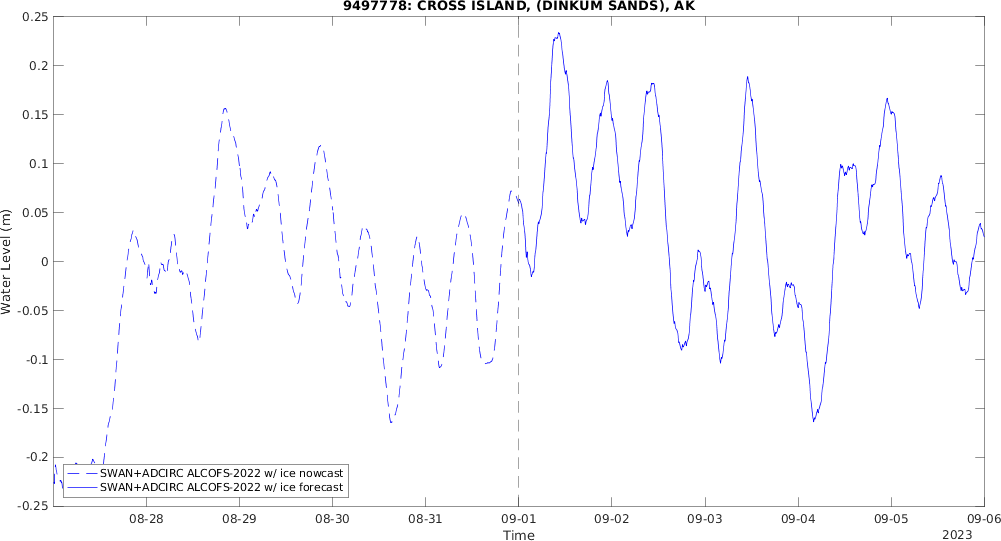 9497778: CROSS ISLAND, (DINKUM SANDS), AK
Water Level (m)
0.25
0.2
0.15
0.1
0.05
0
-0.05
-0.1
-0.15
-0.2
-0.25
SWAN+ADCIRC ALCOFS-2022 w/ ice nowcast
SWAN+ADCIRC ALCOFS-2022 w/ ice forecast
08-28 08-29 08-30 08-31 09-01 09-02 09-03 09-04 09-05 09-06
Time
2023